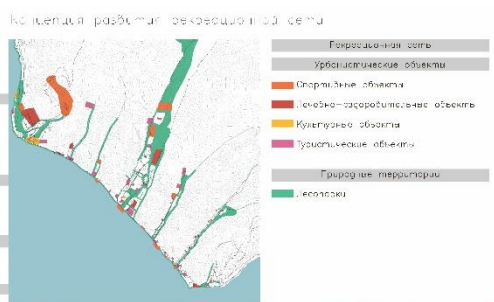 Концепция развития рекреационной сети
Рекреационная сеть
Урбанистические объекты
Спортивные объекты
Лечебно-оздоровительные объекты
Культурные объекты
Туристические объекты
Природные территории
Лесопарки